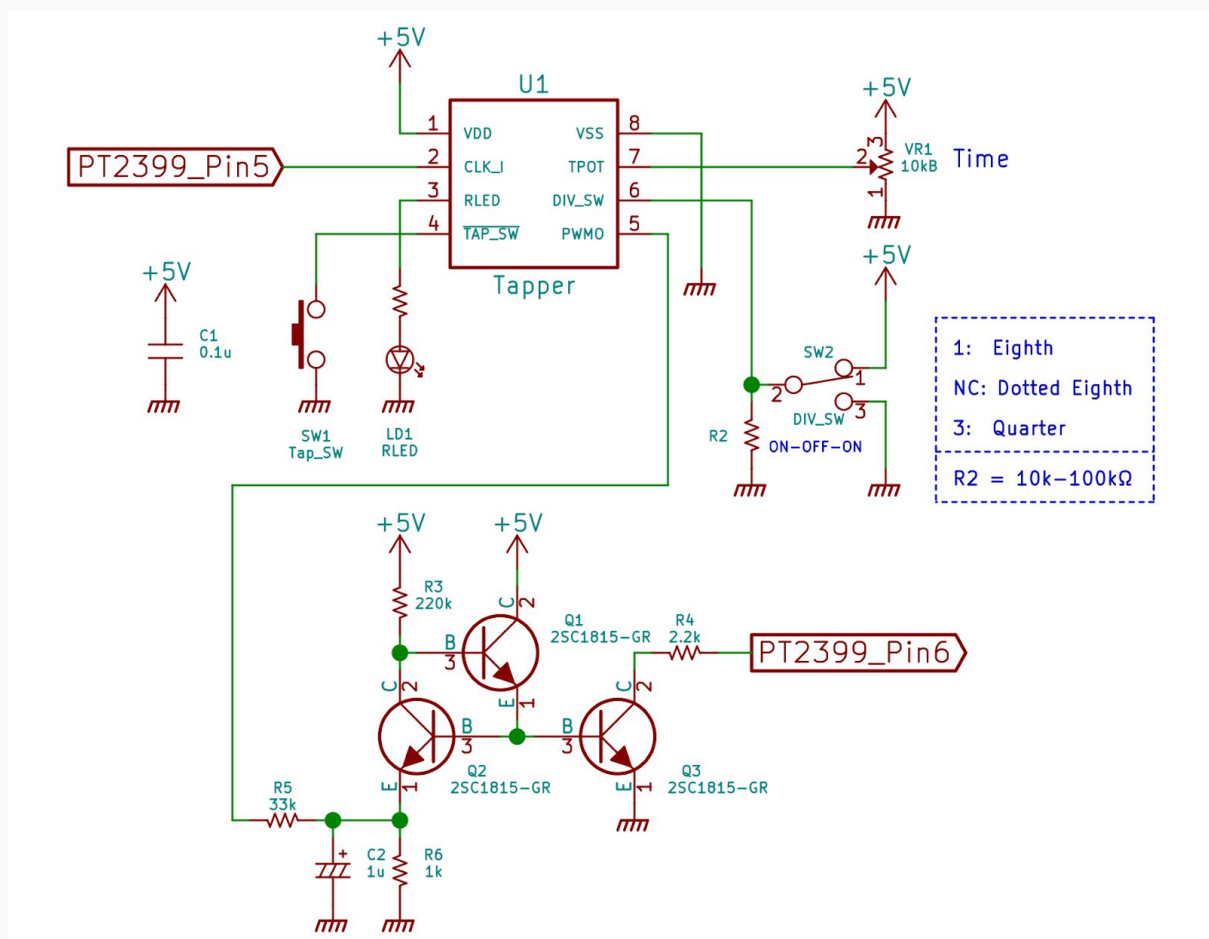 +5V
U1
+5V
1 VDD VSS 8
3
PT2399_Pin5
2 CLK_I TPOT 7
2
VR1
10kB
Time
3 RLED DIV_SW 6
1
4 TAP_SW PWMO 5
+5V
Tapper
+5V
C1
0.1u
SW2
1
2
3
DIV_SW
R2
ON-OFF-ON
1: Eighth
NC: Dotted Eighth
3: Quarter
R2 = 10k-100kΩ
SW1
Tap_SW
LD1
RLED
+5V
+5V
R3
220k
C 2
Q1
2SC1815-GR
B
3
E 1
R4
2.2k
PT2399_Pin6
C 2
B
3
E 1
Q2
2SC1815-GR
C 2
B
3
E 1
Q3
2SC1815-GR
R5
33k
+
C2
1u
R6
1k